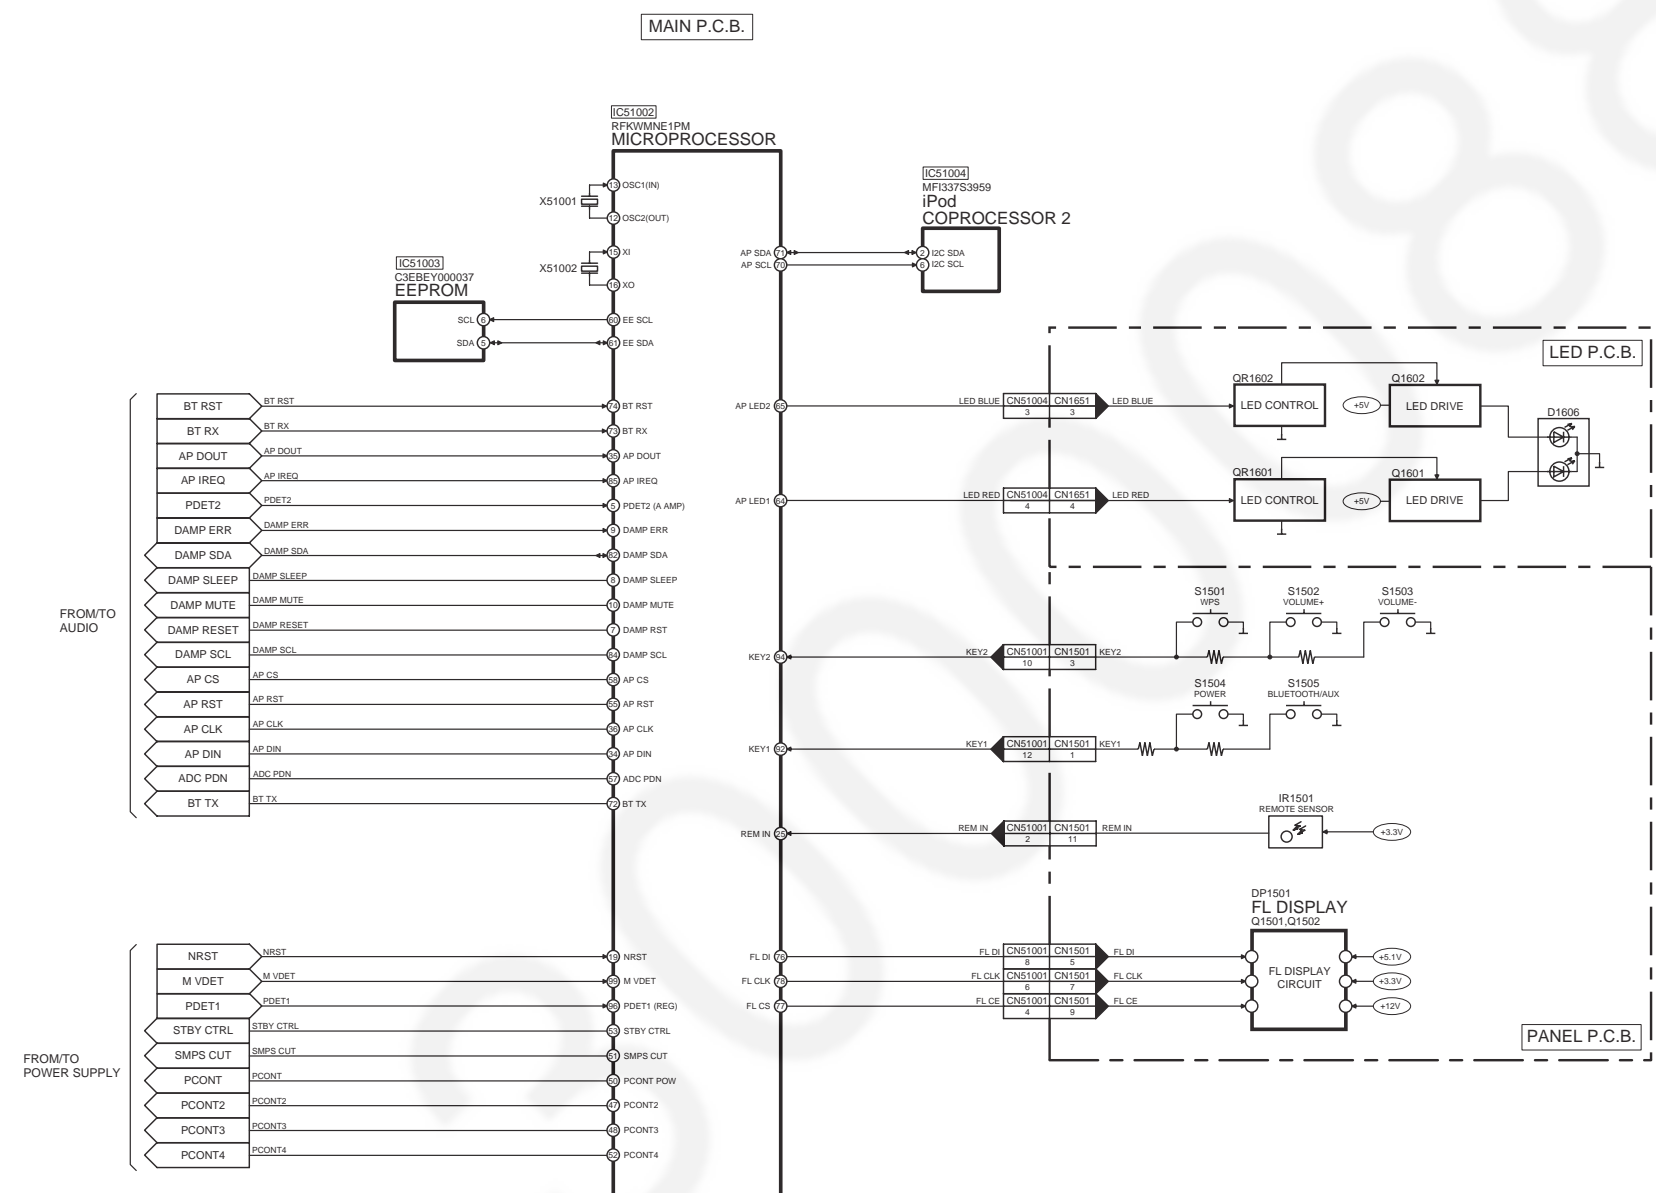 MAIN P.C.B.
IC51002
RFKWMNE1PM
MICROPROCESSOR
X51001
13 OSC1(IN)
12 OSC2(OUT)
X51002
15 XI
16 XO
IC51003
C3EBEY000037
EEPROM
SCL 6
60 EE SCL
SDA 5
61 EE SDA
IC51004
MFI337S3959
iPod
COPROCESSOR 2
AP SDA 71
2 I2C SDA
AP SCL 70
6 I2C SCL
FROM/TO
AUDIO
BT RST BT RST 74 BT RST
BT RX BT RX 73 BT RX
AP DOUT AP DOUT 35 AP DOUT
AP IREQ AP IREQ 85 AP IREQ
PDET2 PDET2 5 PDET2 (A AMP)
DAMP ERR DAMP ERR 9 DAMP ERR
DAMP SDA DAMP SDA 82 DAMP SDA
DAMP SLEEP DAMP SLEEP 8 DAMP SLEEP
DAMP MUTE DAMP MUTE 10 DAMP MUTE
DAMP RESET DAMP RESET 7 DAMP RST
DAMP SCL DAMP SCL 84 DAMP SCL
AP CS AP CS 58 AP CS
AP RST AP RST 55 AP RST
AP CLK AP CLK 36 AP CLK
AP DIN AP DIN 34 AP DIN
ADC PDN ADC PDN 57 ADC PDN
BT TX BT TX 72 BT TX
FROM/TO
POWER SUPPLY
NRST NRST 19 NRST
M VDET M VDET 99 M VDET
PDET1 PDET1 96 PDET1 (REG)
STBY CTRL STBY CTRL 53 STBY CTRL
SMPS CUT SMPS CUT 51 SMPS CUT
PCONT PCONT 50 PCONT POW
PCONT2 PCONT2 47 PCONT2
PCONT3 PCONT3 48 PCONT3
PCONT4 PCONT4 52 PCONT4
LED P.C.B.
AP LED2 65 LED BLUE CN51004 CN1651 LED BLUE
3 3
QR1602
LED CONTROL
+5V
Q1602
LED DRIVE
D1606
AP LED1 64 LED RED CN51004 CN1651 LED RED
4 4
QR1601
LED CONTROL
+5V
Q1601
LED DRIVE
S1501
WPS
S1502
VOLUME+
S1503
VOLUME-
KEY2 94 KEY2 CN51001 CN1501 KEY2
10 3
S1504
POWER
S1505
BLUETOOTH/AUX
KEY1 92 KEY1 CN51001 CN1501 KEY1
12 1
IR1501
REMOTE SENSOR
REM IN 25 REM IN CN51001 CN1501 REM IN
2 11
+3.3V
DP1501
FL DISPLAY
Q1501,Q1502
FL DI 76 FL DI CN51001 CN1501 FL DI
8 5
FL CLK 78 FL CLK CN51001 CN1501 FL CLK
6 7
FL CS 77 FL CE CN51001 CN1501 FL CE
4 9
FL DISPLAY
CIRCUIT
+5.1V
+3.3V
+12V
PANEL P.C.B.